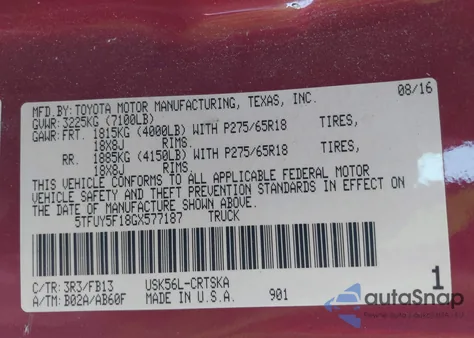 MFD. BY: TOYOTA MOTOR MANUFACTURING, TEXAS, INC. 08/16
GVWR: 3225KG (7100LB)
GAWR: FRT. 1815KG (4000LB) WITH P275/65R18 TIRES,
18X8J RIMS.
RR. 1885KG (4150LB) WITH P275/65R18 TIRES,
18X8J RIMS.
THIS VEHICLE CONFORMS TO ALL APPLICABLE FEDERAL MOTOR
VEHICLE SAFETY AND THEFT PREVENTION STANDARDS IN EFFECT ON
THE DATE OF MANUFACTURE SHOWN ABOVE.
5TFUY5F18GX577187 TRUCK
C/TR: 3R3/FB13 USK56L-CRTSKA 1
A/TM: B02A/AB60F MADE IN U.S.A. 901
autoSnap